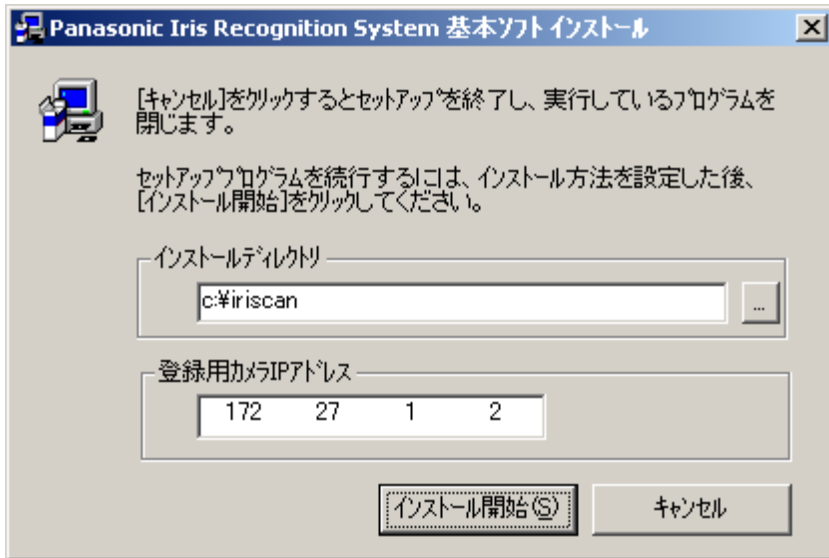 Panasonic Iris Recognition System 基本ソフト インストール
[キャンセル]をクリックするとセットアップを終了し、実行しているプログラムを
閉じます。
セットアッププログラムを続行するには、インストール方法を設定した後、
[インストール開始]をクリックしてください。
インストールディレクトリ
c:¥iriscan
...
登録用カメラIPアドレス
172 27 1 2
インストール開始(S) キャンセル